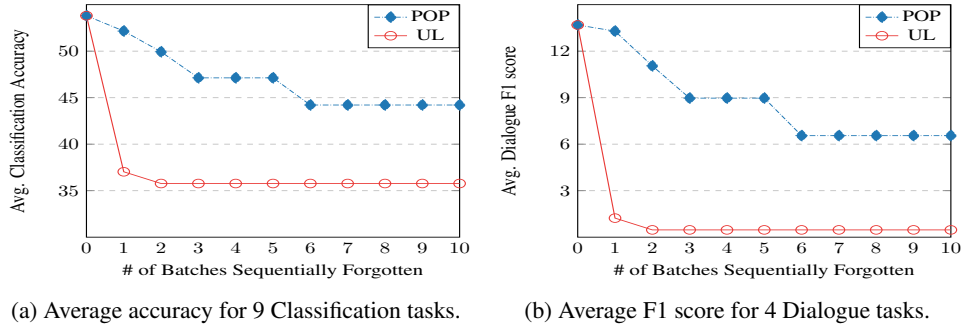 POP
UL
50
45
40
35
0 1 2 3 4 5 6 7 8 9 10
Avg. Classification Accuracy
# of Batches Sequentially Forgotten
(a) Average accuracy for 9 Classification tasks.
POP
UL
12
9
6
3
0 1 2 3 4 5 6 7 8 9 10
Avg. Dialogue F1 score
# of Batches Sequentially Forgotten
(b) Average F1 score for 4 Dialogue tasks.